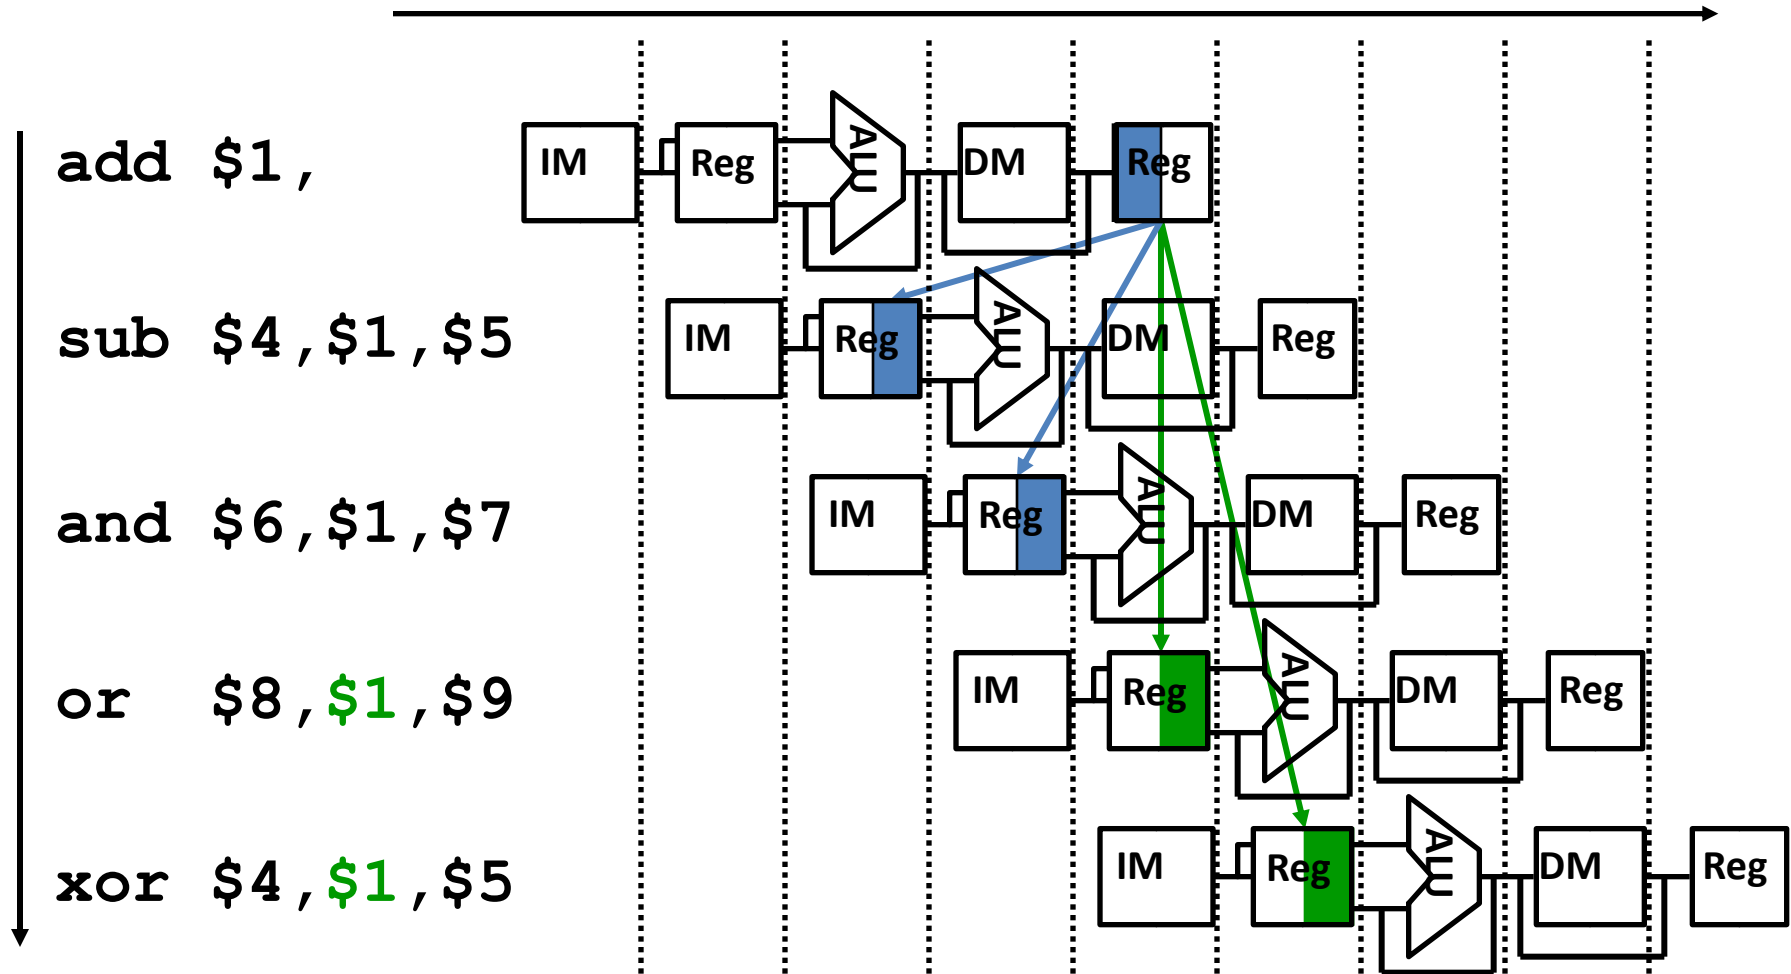 add $1, IM Reg ALU DM Reg
sub $4,$1,$5 IM Reg ALU DM Reg
and $6,$1,$7 IM Reg ALU DM Reg
or $8,$1,$9 IM Reg ALU DM Reg
xor $4,$1,$5 IM Reg ALU DM Reg